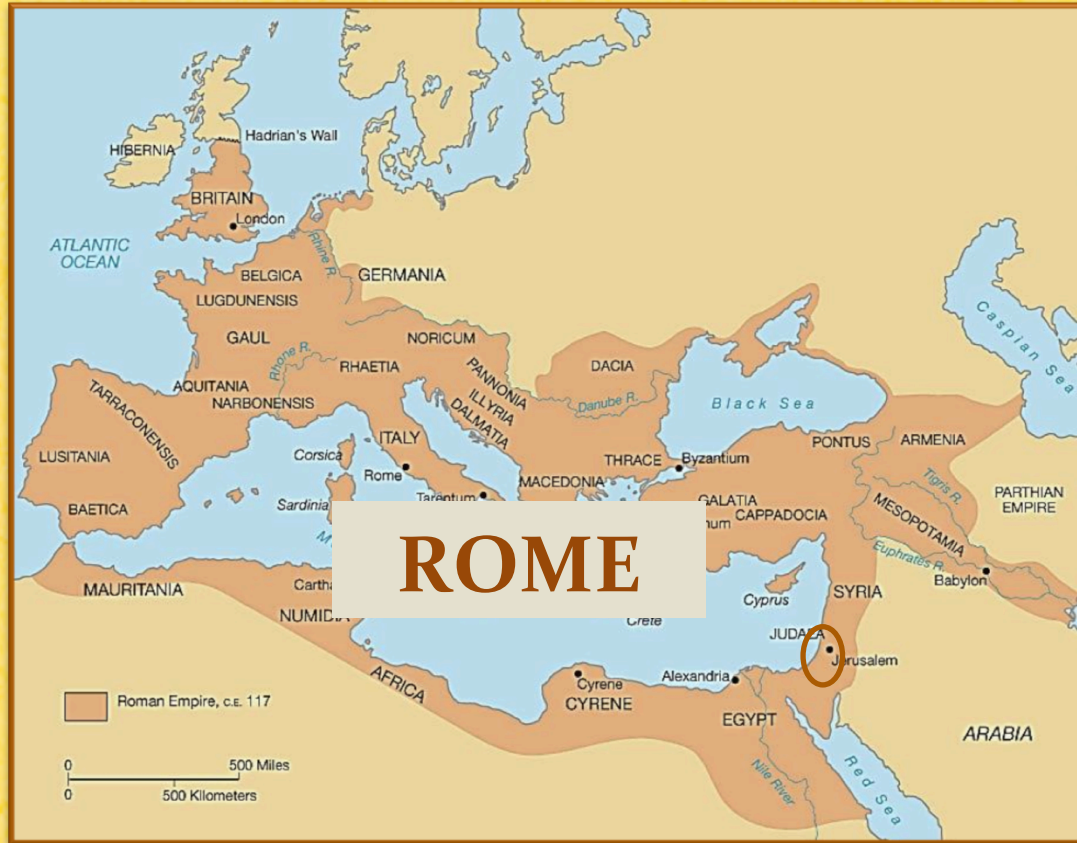 Hadrian's Wall
HIBERNIA
BRITAIN
London
ATLANTIC
OCEAN
Rhine R.
BELGICA
GERMANIA
LUGDUNENSIS
GAUL
NORICUM
Rhone R.
RHAETIA
DACIA
PANNONIA
ILLYRIA
DALMATIA
Danube R.
Black Sea
Caspian Sea
AQUITANIA
NARBONENSIS
TARRACONENSIS
LUSITANIA
BAETICA
ITALY
Corsica
Rome
Sardinia
Tarentum
THRACE
Byzantium
MACEDONIA
PONTUS
ARMENIA
GALATIA
CAPPADOCIA
num
Tigris R.
MESOPOTAMIA
PARTHIAN
EMPIRE
Euphrates R.
Babylon
ROME
M
MAURITANIA
Cartha
NUMIDIA
Crete
Cyprus
SYRIA
JUDAEA
Jerusalem
AFRICA
Cyrene
CYRENE
Alexandria
EGYPT
Nile River
Red Sea
ARABIA
Roman Empire, C.E. 117
0 500 Miles
0 500 Kilometers